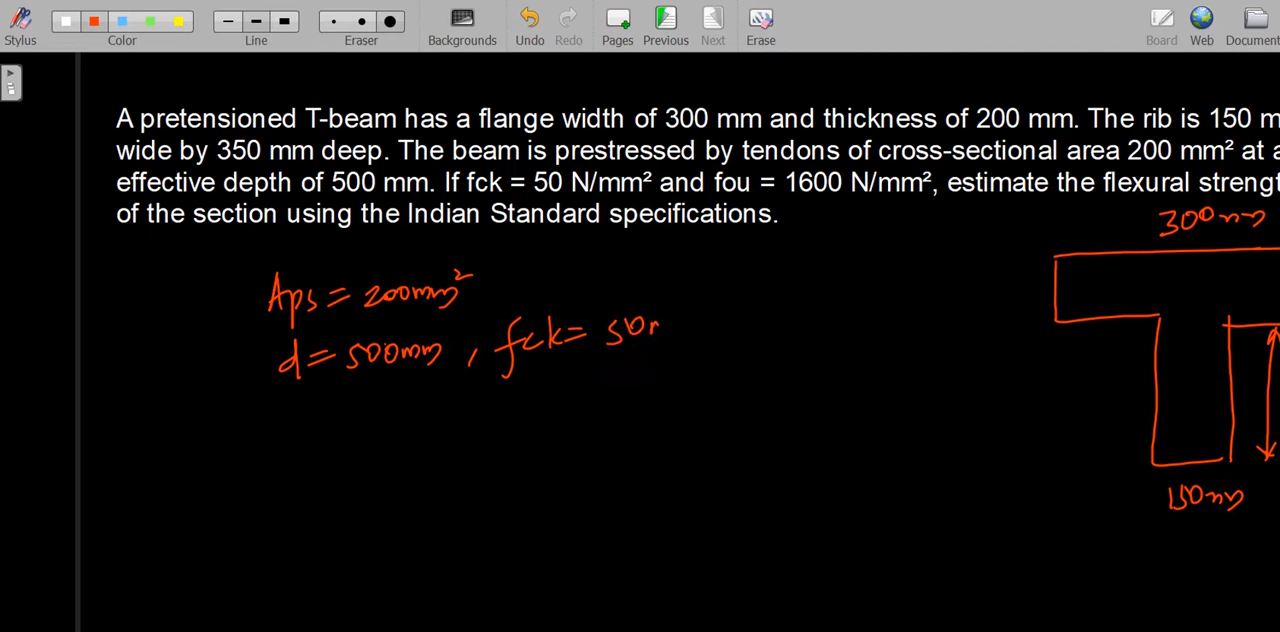 Stylus Color Line Eraser Backgrounds Undo Redo Pages Previous Next Erase Board Web Document
A pretensioned T-beam has a flange width of 300 mm and thickness of 200 mm. The rib is 150 m
wide by 350 mm deep. The beam is prestressed by tendons of cross-sectional area 200 mm² at a
effective depth of 500 mm. If fck = 50 N/mm² and fou = 1600 N/mm², estimate the flexural strengt
of the section using the Indian Standard specifications.
300mm
Aps = 200mm²
d = 500mm, fck = 50n
150mm